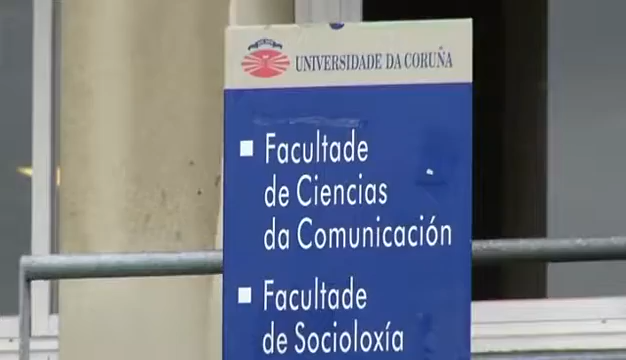 UNIVERSIDADE DA CORUÑA
Facultade
de Ciencias
da Comunicación
Facultade
de Socioloxía